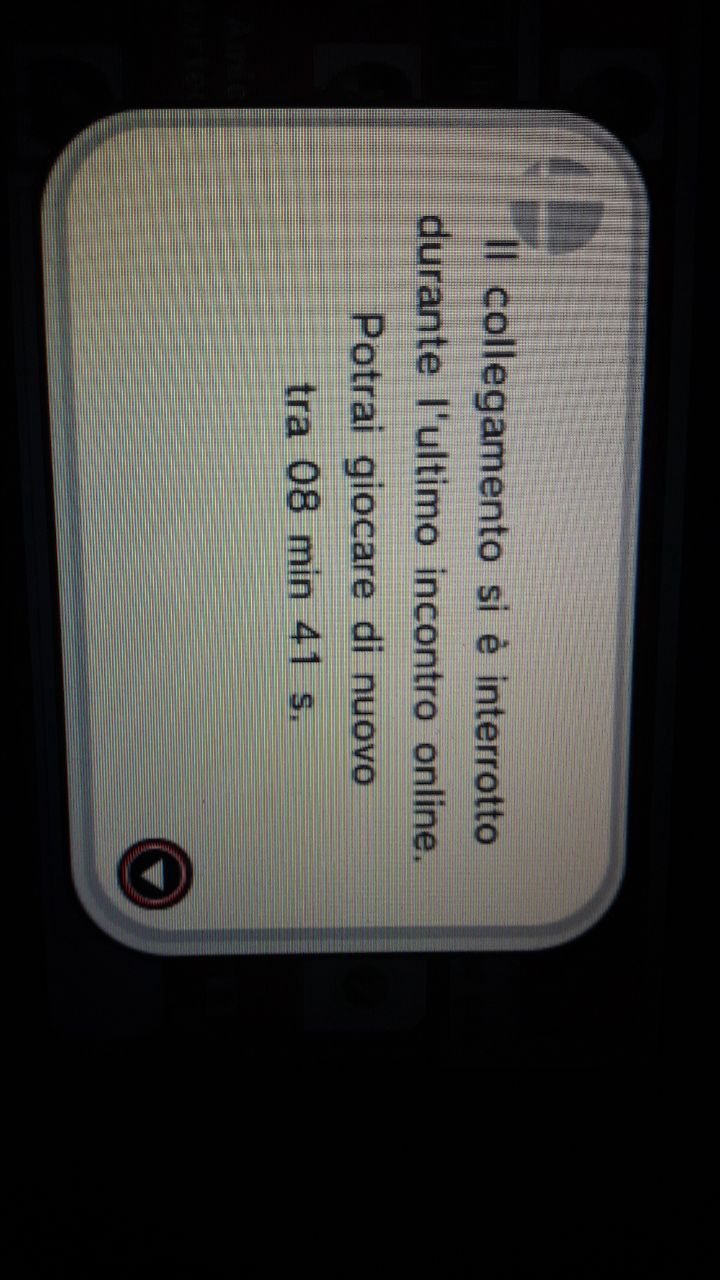 Il collegamento si è interrotto
durante l'ultimo incontro online.
Potrai giocare di nuovo
tra 08 min 41 s.